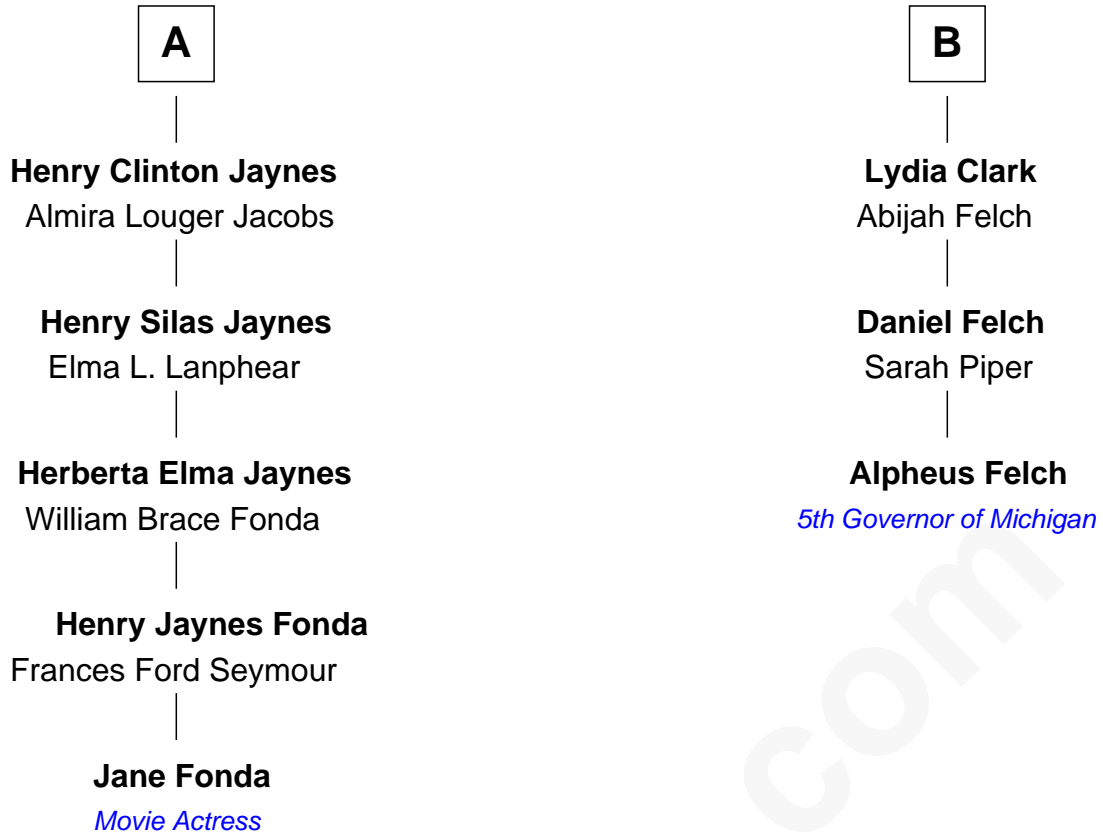 A
Henry Clinton Jaynes
Almira Louger Jacobs
Henry Silas Jaynes
Elma L. Lanphear
Herberta Elma Jaynes
William Brace Fonda
Henry Jaynes Fonda
Frances Ford Seymour
Jane Fonda
Movie Actress
B
Lydia Clark
Abijah Felch
Daniel Felch
Sarah Piper
Alpheus Felch
5th Governor of Michigan
com